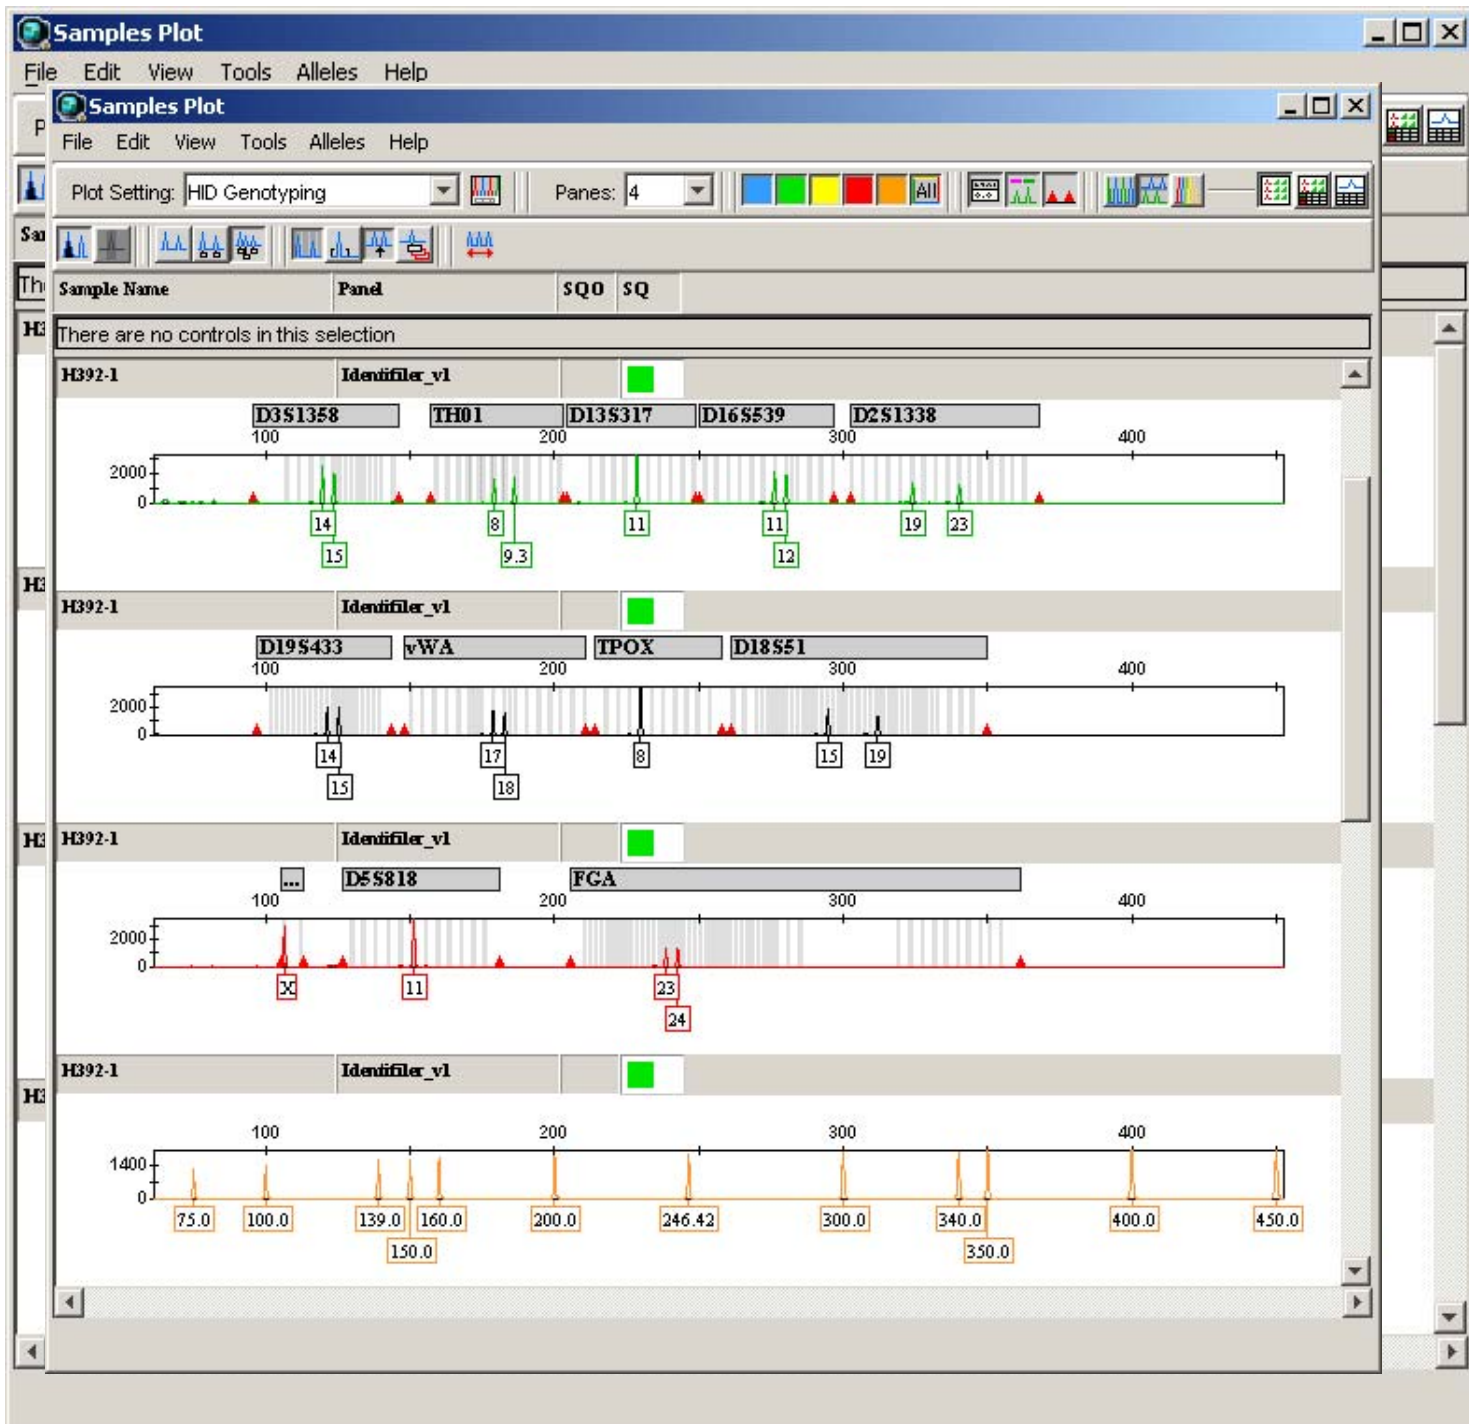 Samples Plot
File Edit View Tools Alleles Help
Samples Plot
File Edit View Tools Alleles Help
Plot Setting: HID Genotyping Panes: 4 All
Sample Name Panel SQO SQ
There are no controls in this selection
H392-1 Identifiler_v1
D3S1358 TH01 D13S317 D16S539 D2S1338
100 200 300 400
2000
0
14 8 11 11 19 23
15 9.3 12
H392-1 Identifiler_v1
D19S433 vWA TPOX D18S51
100 200 300 400
2000
0
14 17 8 15 19
15 18
H392-1 Identifiler_v1
... D5S818 FGA
100 200 300 400
2000
0
X 11 23
24
H392-1 Identifiler_v1
100 200 300 400
1400
0
75.0 100.0 139.0 160.0 200.0 246.42 300.0 340.0 400.0 450.0
150.0 350.0